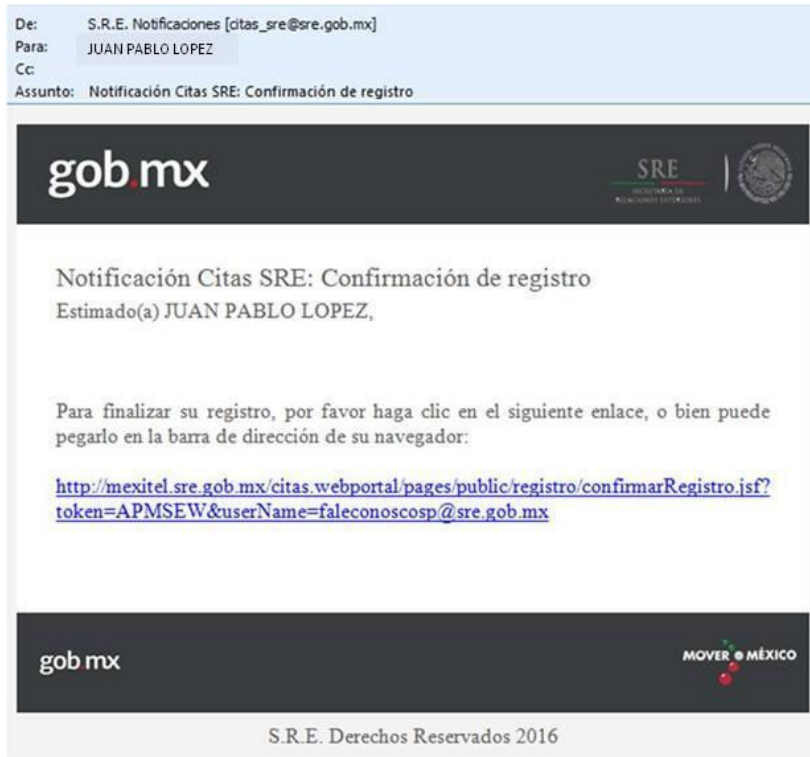 De: S.R.E. Notificaciones [citas_sre@sre.gob.mx]
Para: JUAN PABLO LOPEZ
Cc:
Asunto: Notificación Citas SRE: Confirmación de registro
gob.mx
SRE
SECRETARÍA DE
RELACIONES EXTERIORES
Notificación Citas SRE: Confirmación de registro
Estimado(a) JUAN PABLO LOPEZ,
Para finalizar su registro, por favor haga clic en el siguiente enlace, o bien puede
pegarlo en la barra de dirección de su navegador:
http://mexitel.sre.gob.mx/citas.webportal/pages/public/registro/confirmarRegistro.jsf?
token=APMSEW&userName=faleconoscosp@sre.gob.mx
gob.mx
MOVER A MÉXICO
S.R.E. Derechos Reservados 2016